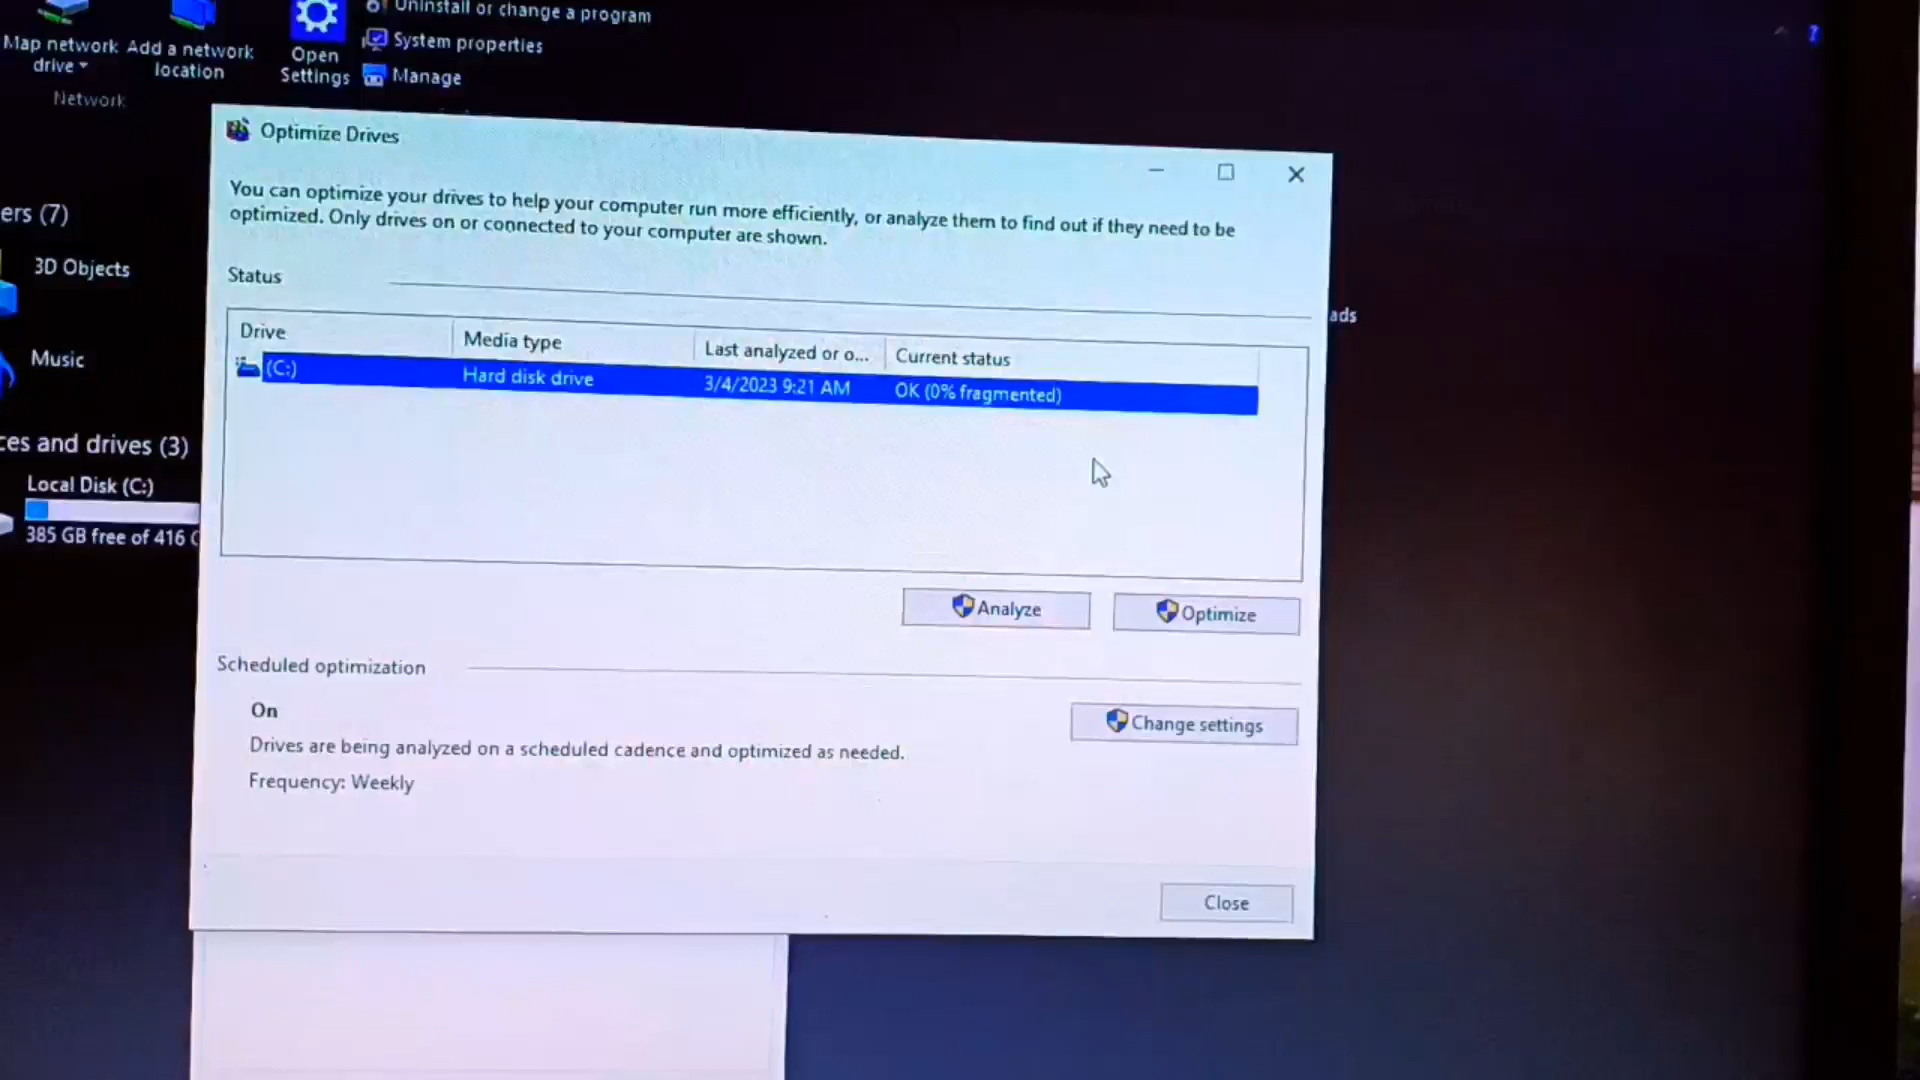 Uninstall or change a program
System properties
Manage
Map network
drive
Add a network
location
Open
Settings
Network
ers (7)
3D Objects
Music
ces and drives (3)
Local Disk (C:)
385 GB free of 416 G
ads
Optimize Drives
You can optimize your drives to help your computer run more efficiently, or analyze them to find out if they need to be
optimized. Only drives on or connected to your computer are shown.
Status
Drive Media type Last analyzed or o... Current status
(C:) Hard disk drive 3/4/2023 9:21 AM OK (0% fragmented)
Analyze Optimize
Scheduled optimization
On
Change settings
Drives are being analyzed on a scheduled cadence and optimized as needed.
Frequency: Weekly
Close